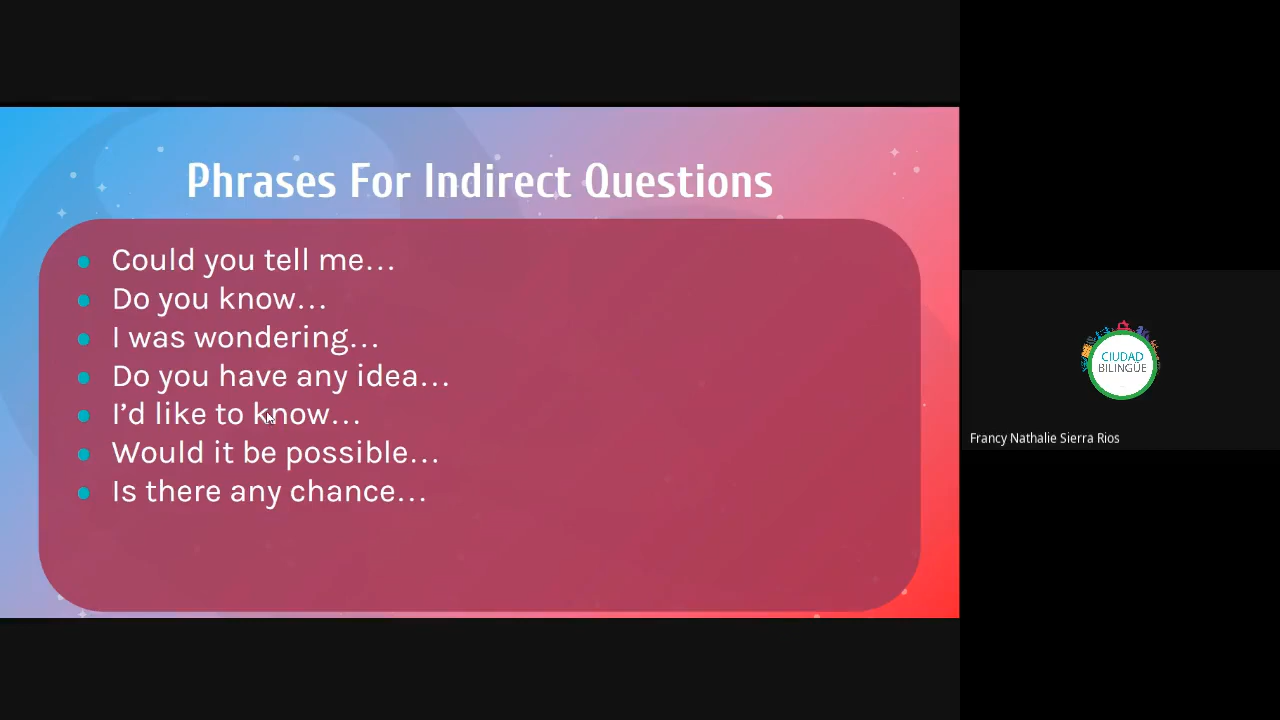 Phrases For Indirect Questions
Could you tell me…
Do you know…
I was wondering…
Do you have any idea…
I’d like to know…
Would it be possible…
Is there any chance…
CIUDAD
BILINGÜE
Francy Nathalie Sierra Rios